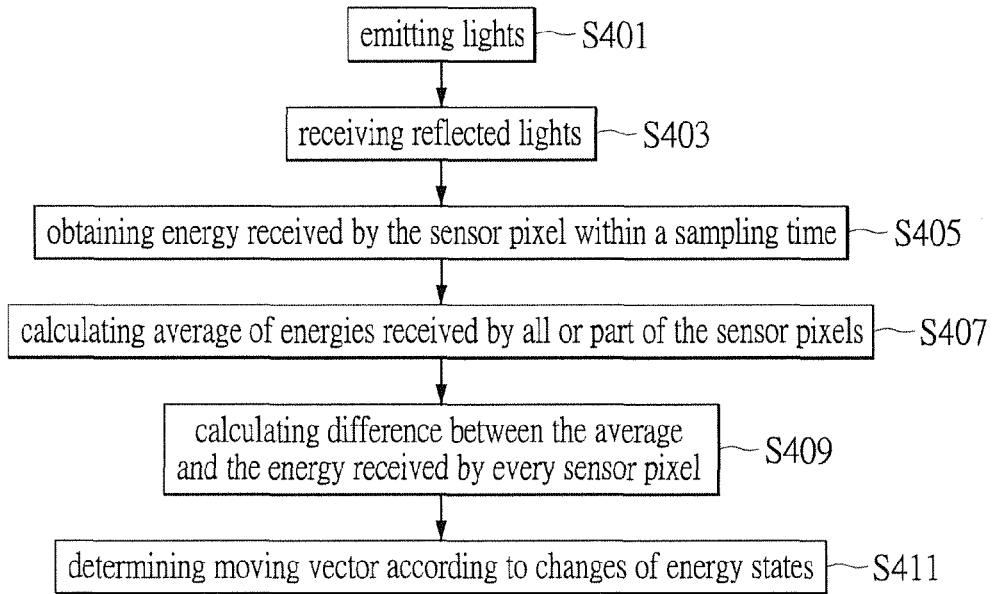 emitting lights S401
receiving reflected lights S403
obtaining energy received by the sensor pixel within a sampling time S405
calculating average of energies received by all or part of the sensor pixels S407
calculating difference between the average
and the energy received by every sensor pixel S409
determining moving vector according to changes of energy states S411